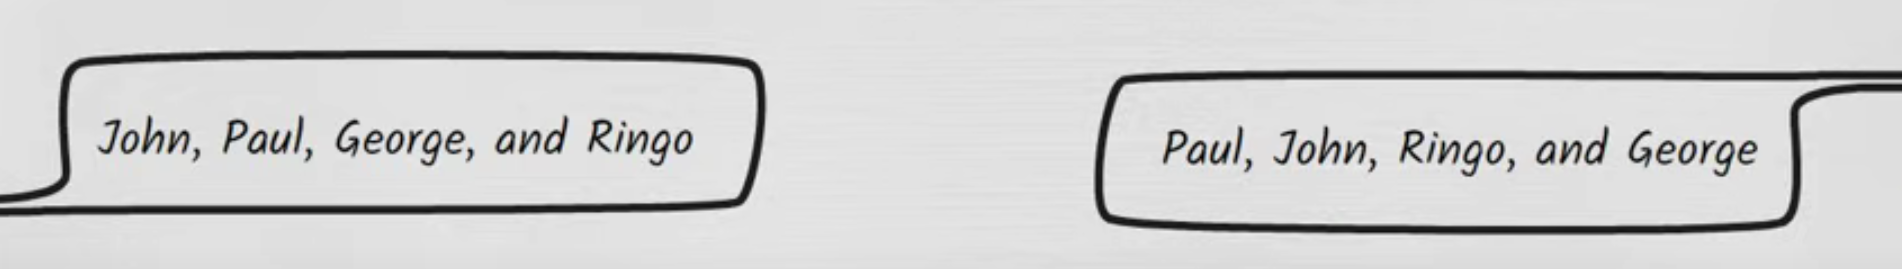 John, Paul, George, and Ringo
Paul, John, Ringo, and George